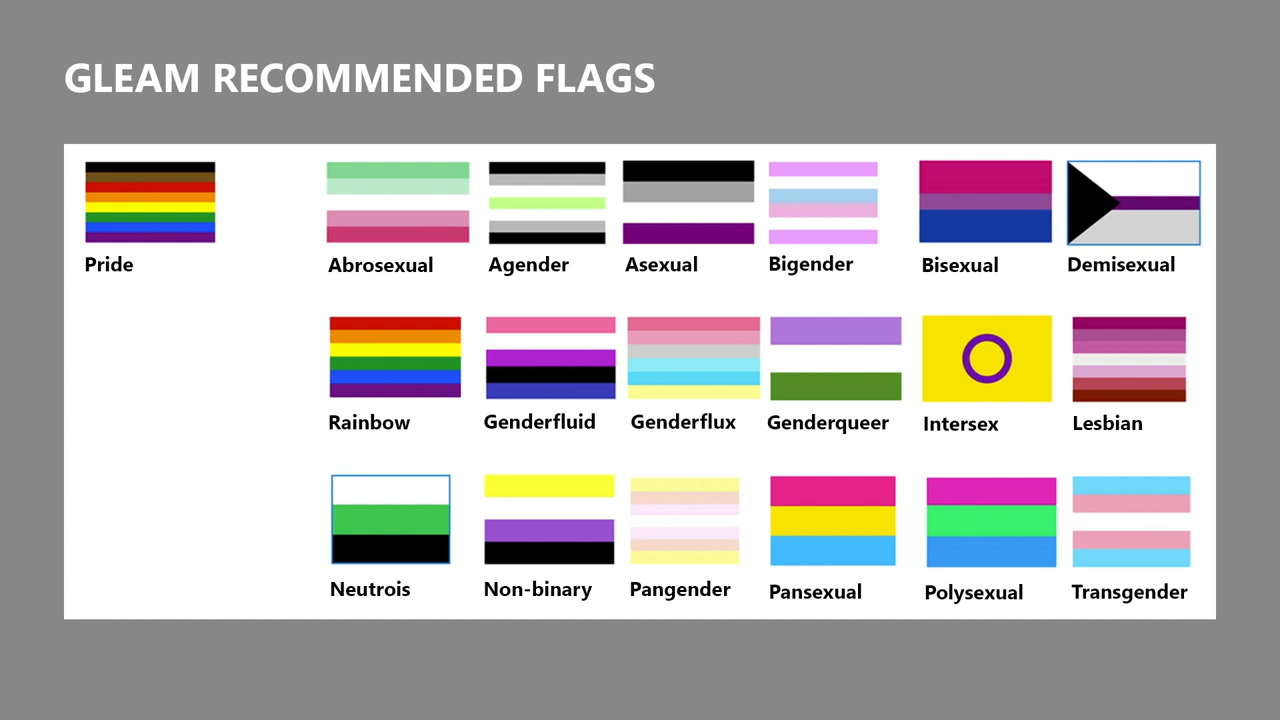 GLEAM RECOMMENDED FLAGS
Pride
Abrosexual
Agender
Asexual
Bigender
Bisexual
Demisexual
Rainbow
Genderfluid
Genderflux
Genderqueer
Intersex
Lesbian
Neutrois
Non-binary
Pangender
Pansexual
Polysexual
Transgender